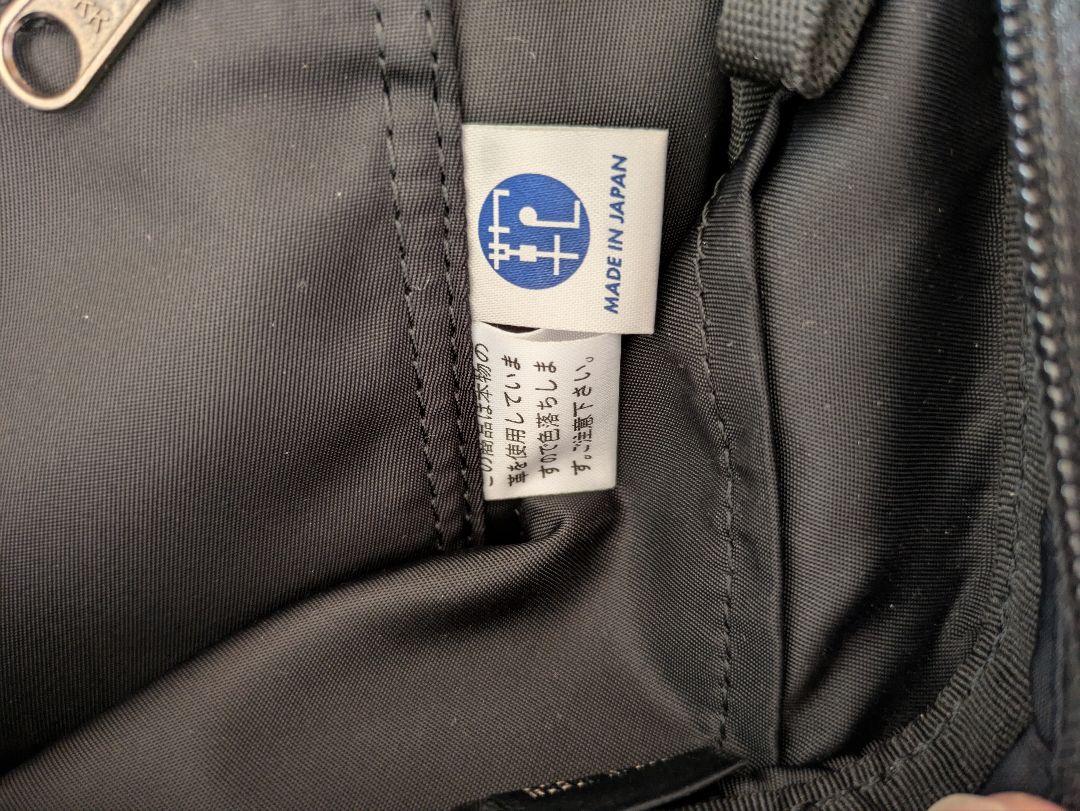 MADE IN JAPAN
この商品は本物の
革を使用していま
すので色落ちしま
す。ご注意下さい。